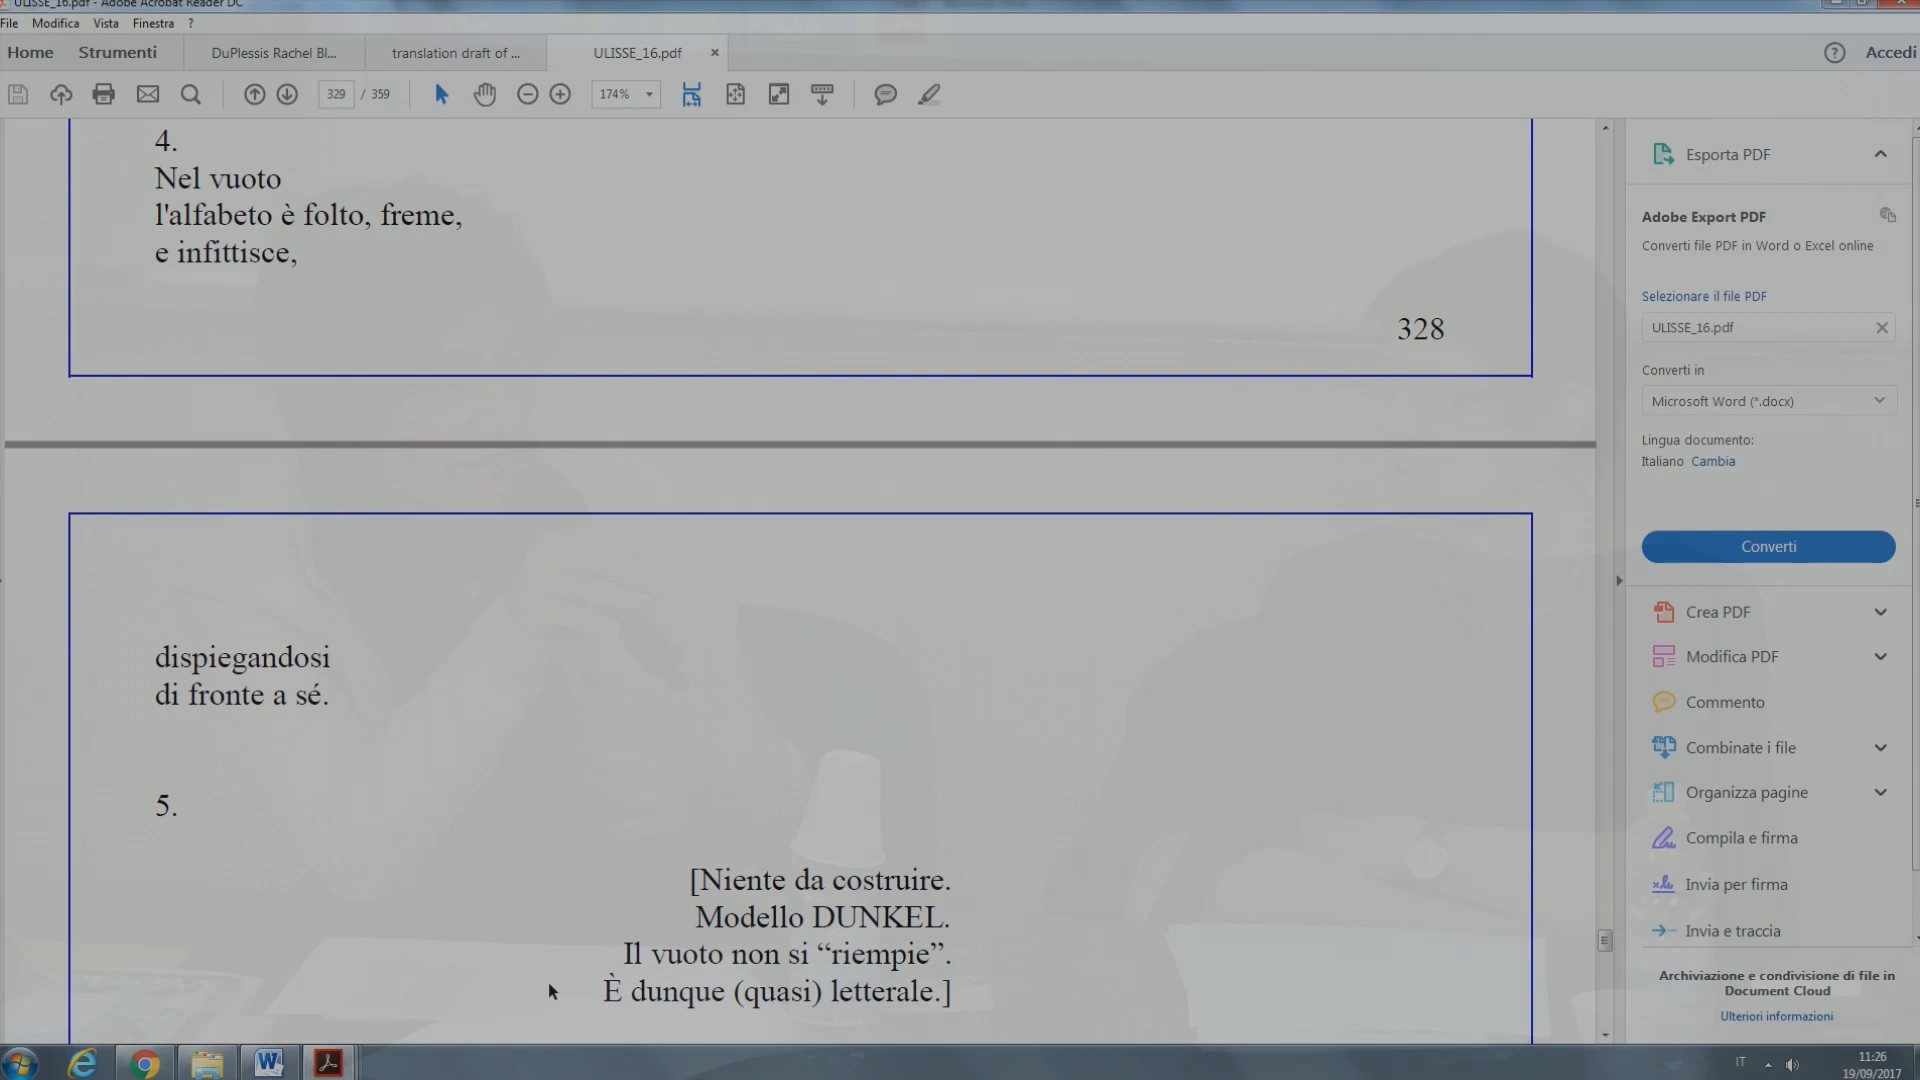 ULISSE_16.pdf - Adobe Acrobat Reader DC
File Modifica Vista Finestra ?
Home Strumenti DuPlessis Rachel Bl... translation draft of ... ULISSE_16.pdf × Accedi
329 / 359 174%
4.
Nel vuoto
l'alfabeto è folto, freme,
e infittisce,
328
dispiegandosi
di fronte a sé.
5.
[Niente da costruire.
Modello DUNKEL.
Il vuoto non si “riempie”.
È dunque (quasi) letterale.]
Esporta PDF
Adobe Export PDF
Converti file PDF in Word o Excel online
Selezionare il file PDF
ULISSE_16.pdf
Converti in
Microsoft Word (*.docx)
Lingua documento:
Italiano Cambia
Converti
Crea PDF
Modifica PDF
Commento
Combinate i file
Organizza pagine
Compila e firma
Invia per firma
Invia e traccia
Archiviazione e condivisione di file in
Document Cloud
Ulteriori informazioni
IT 11:26
19/09/2017